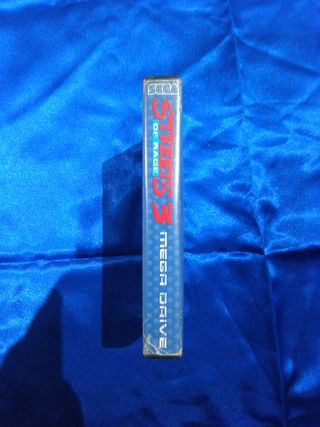 SEGA
STREETS 3
OF RAGE
MEGA DRIVE